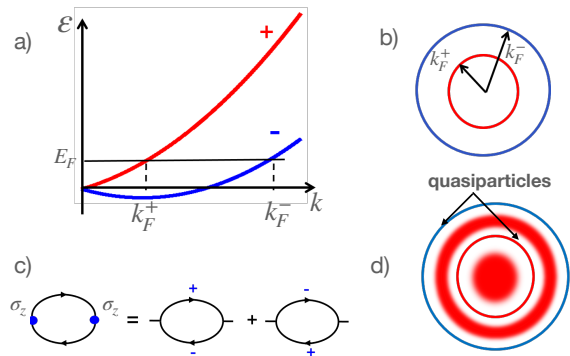 a)
ε
+
-
E_F
k_F^+
k_F^-
k
b)
k_F^+
k_F^-
quasiparticles
d)
c)
σ_z
σ_z
=
+
-
+
-
+